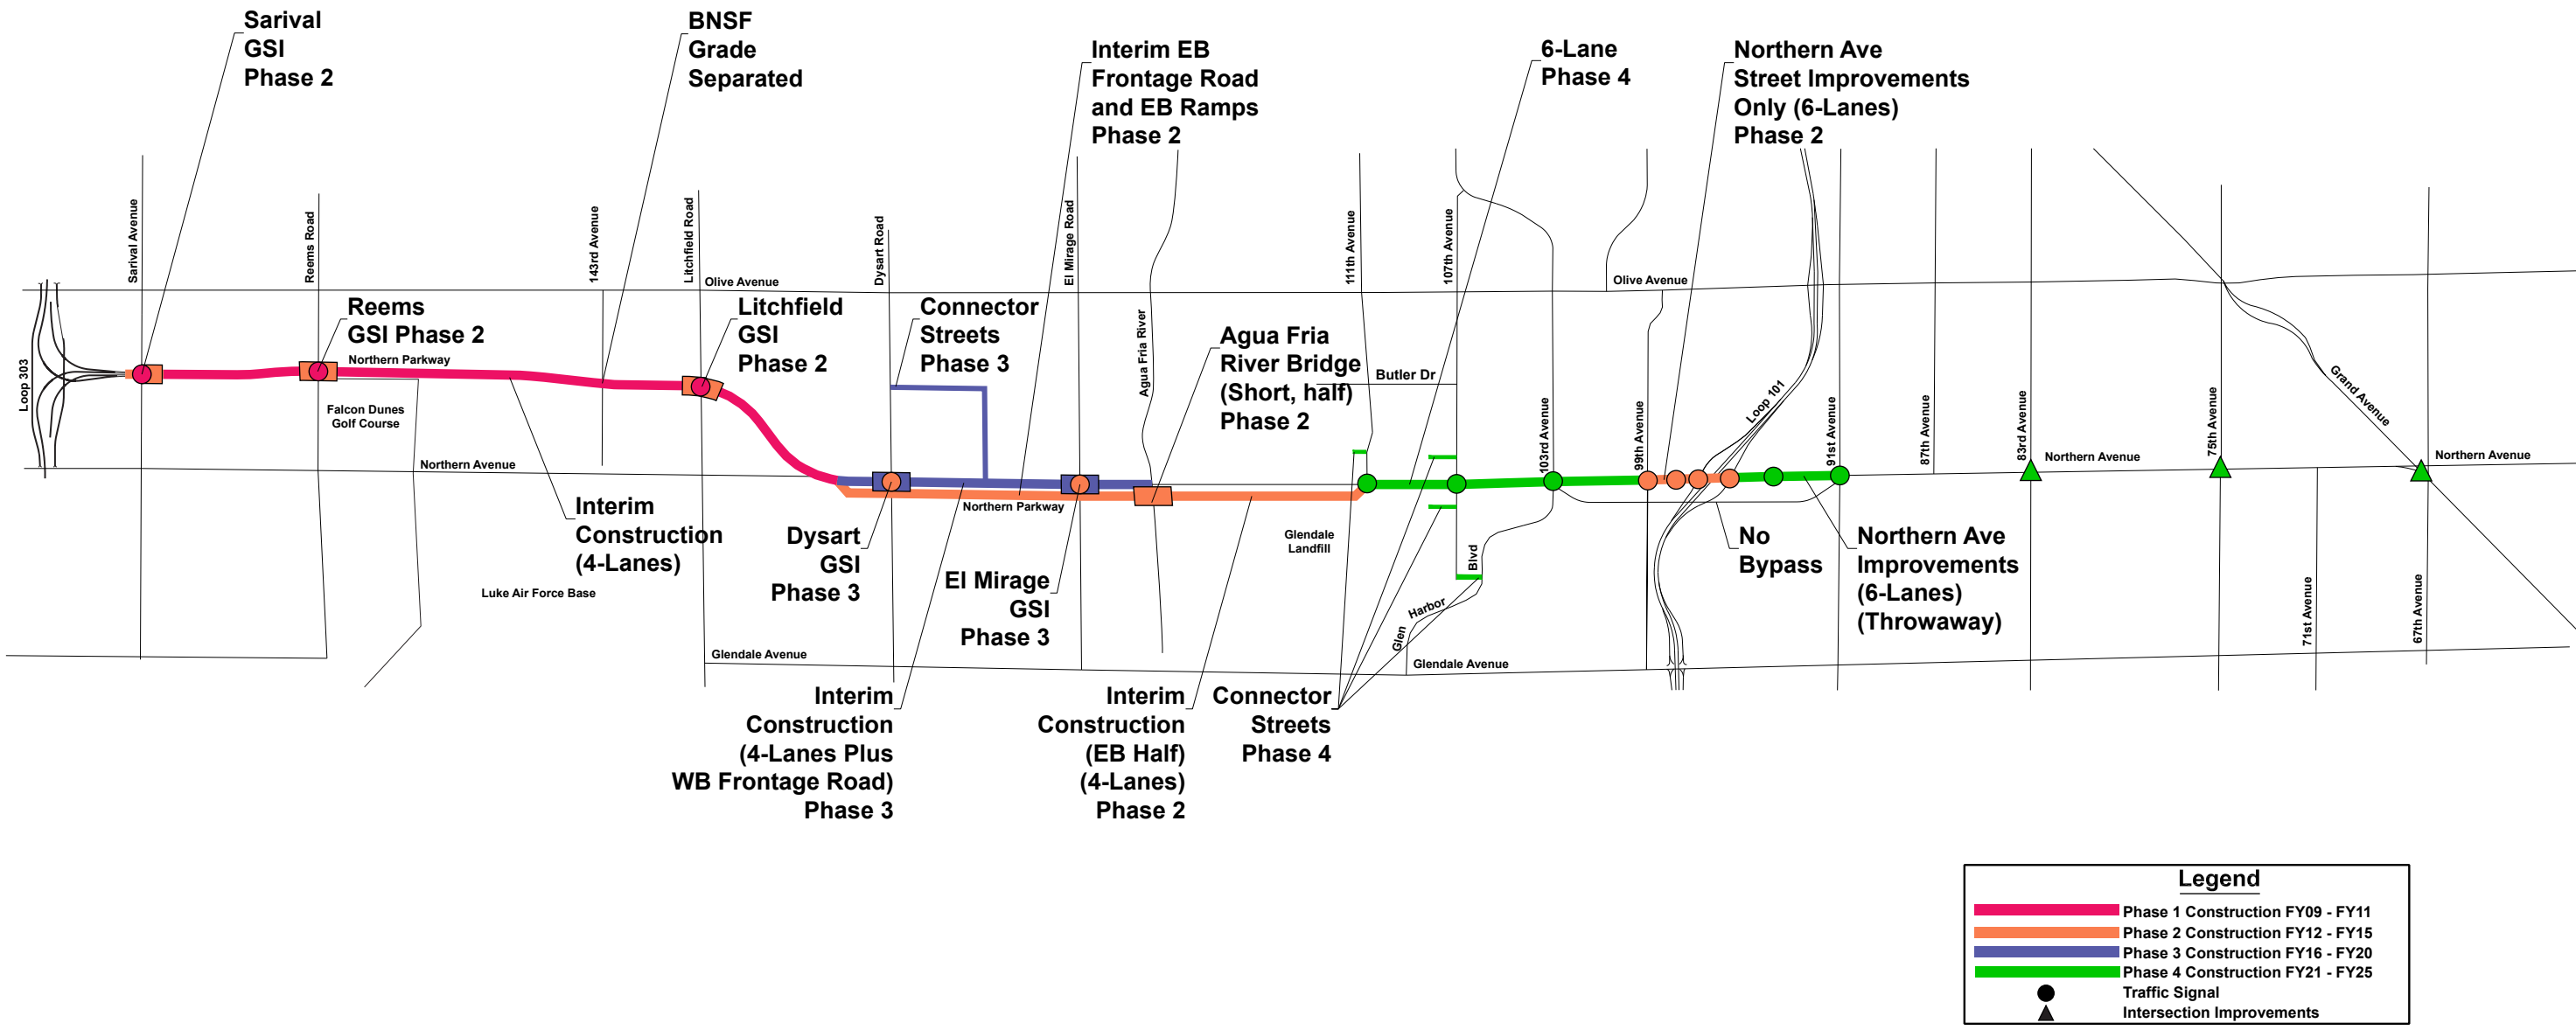 Sarival
GSI
Phase 2
BNSF
Grade
Separated
Interim EB
Frontage Road
and EB Ramps
Phase 2
6-Lane
Phase 4
Northern Ave
Street Improvements
Only (6-Lanes)
Phase 2
Sarival Avenue
Reems Road
143rd Avenue
Litchfield Road
Dysart Road
El Mirage Road
Agua Fria River
111th Avenue
107th Avenue
103rd Avenue
99th Avenue
Loop 101
91st Avenue
87th Avenue
83rd Avenue
75th Avenue
Grand Avenue
71st Avenue
67th Avenue
Loop 303
Olive Avenue
Olive Avenue
Reems
GSI Phase 2
Northern Parkway
Litchfield
GSI
Phase 2
Connector
Streets
Phase 3
Agua Fria
River Bridge
(Short, half)
Phase 2
Butler Dr
Falcon Dunes
Golf Course
Northern Avenue
Northern Avenue
Northern Avenue
Interim
Construction
(4-Lanes)
Luke Air Force Base
Dysart
GSI
Phase 3
Northern Parkway
El Mirage
GSI
Phase 3
Glendale
Landfill
Blvd
Harbor
Glen
No
Bypass
Northern Ave
Improvements
(6-Lanes)
(Throwaway)
Glendale Avenue
Glendale Avenue
Interim
Construction
(4-Lanes Plus
WB Frontage Road)
Phase 3
Interim
Construction
(EB Half)
(4-Lanes)
Phase 2
Connector
Streets
Phase 4
Legend
Phase 1 Construction FY09 - FY11
Phase 2 Construction FY12 - FY15
Phase 3 Construction FY16 - FY20
Phase 4 Construction FY21 - FY25
Traffic Signal
Intersection Improvements